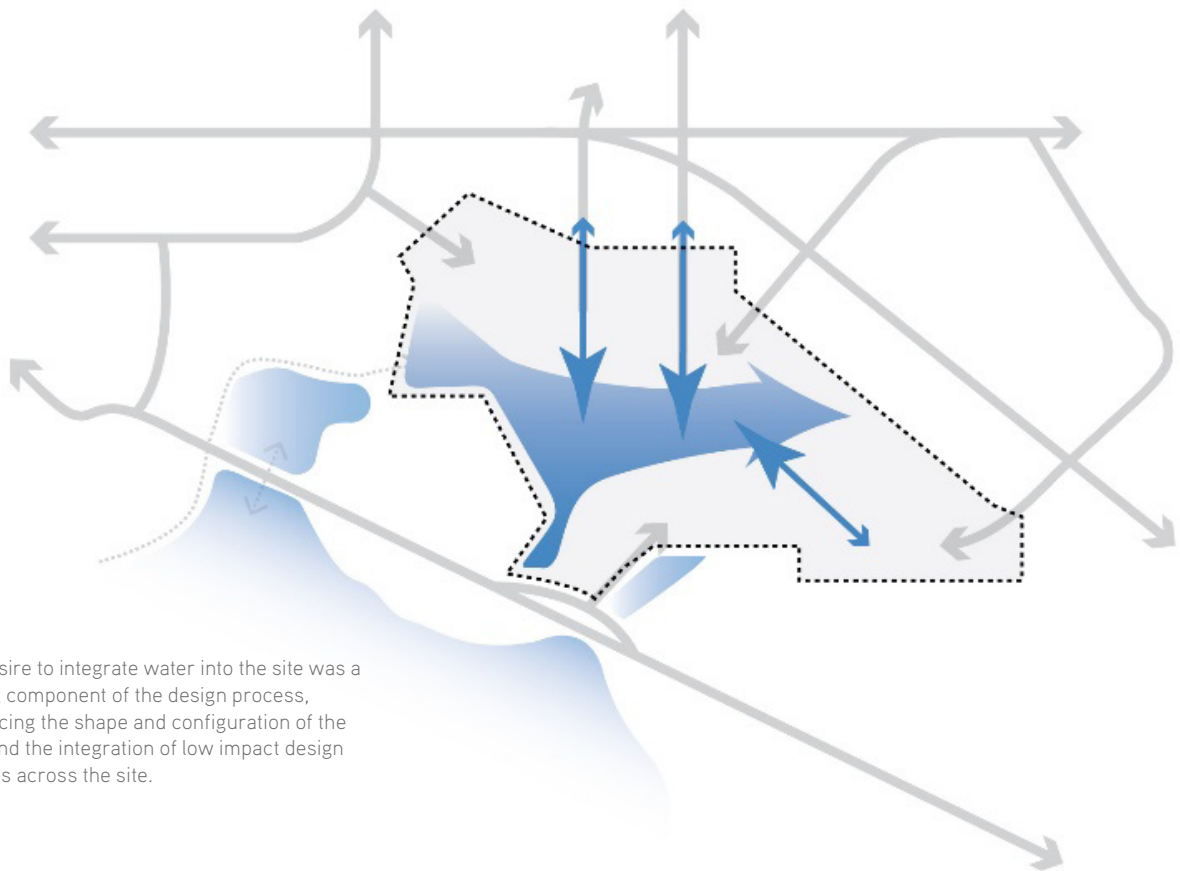 sire to integrate water into the site was a
component of the design process,
cing the shape and configuration of the
nd the integration of low impact design
s across the site.